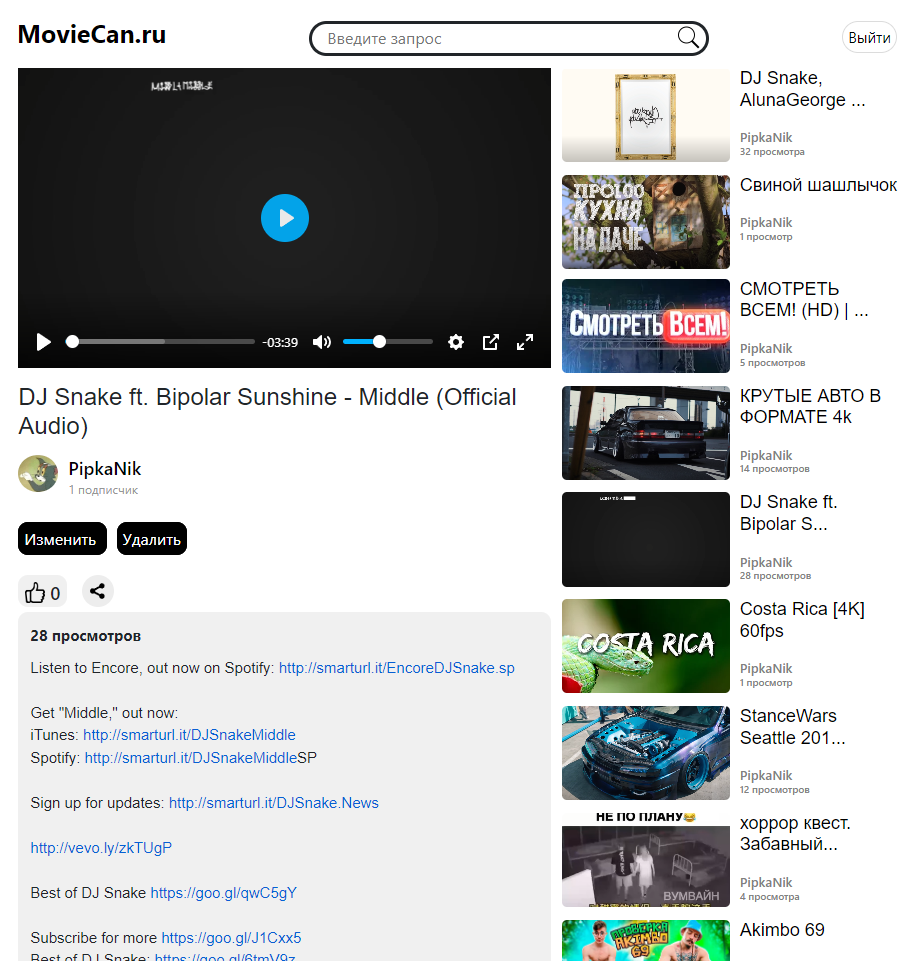 MovieCan.ru
Введите запрос
Выйти
-03:39
DJ Snake ft. Bipolar Sunshine - Middle (Official
Audio)
PipkaNik
1 подписчик
Изменить
Удалить
0
28 просмотров
Listen to Encore, out now on Spotify: http://smarturl.it/EncoreDJSnake.sp
Get "Middle," out now:
iTunes: http://smarturl.it/DJSnakeMiddle
Spotify: http://smarturl.it/DJSnakeMiddleSP
Sign up for updates: http://smarturl.it/DJSnake.News
http://vevo.ly/zkTUgP
Best of DJ Snake https://goo.gl/qwC5gY
Subscribe for more https://goo.gl/J1Cxx5
Best of DJ Snake: https://goo.gl/6tmV9z
DJ Snake,
AlunaGeorge ...
PipkaNik
32 просмотра
ПРО100
КУХНЯ
НА ДАЧЕ
Свиной шашлычок
PipkaNik
1 просмотр
СМОТРЕТЬ ВСЕМ!
СМОТРЕТЬ
ВСЕМ! (HD) | ...
PipkaNik
5 просмотров
КРУТЫЕ АВТО В
ФОРМАТЕ 4k
PipkaNik
14 просмотров
DJ Snake ft.
Bipolar S...
PipkaNik
28 просмотров
COSTA RICA
Costa Rica [4K]
60fps
PipkaNik
1 просмотр
StanceWars
Seattle 201...
PipkaNik
12 просмотров
НЕ ПО ПЛАНУ😂
ВУМВАЙН
хоррор квест.
Забавный...
PipkaNik
4 просмотра
ПРОВЕРКА
AKIMBO
69
Akimbo 69